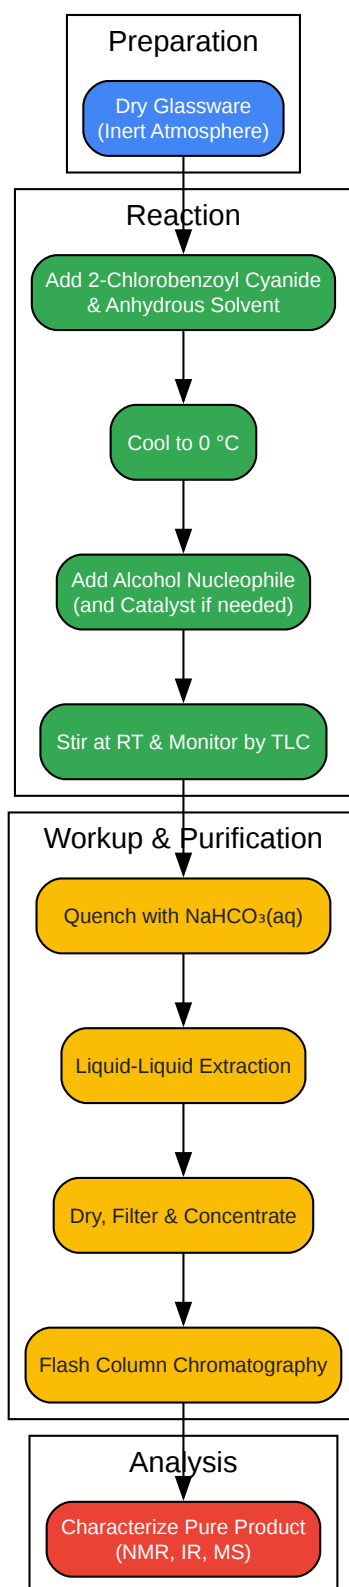 Preparation
Dry Glassware
(Inert Atmosphere)
Reaction
Add 2-Chlorobenzoyl Cyanide
& Anhydrous Solvent
Cool to 0 °C
Add Alcohol Nucleophile
(and Catalyst if needed)
Stir at RT & Monitor by TLC
Workup & Purification
Quench with NaHCO₃(aq)
Liquid-Liquid Extraction
Dry, Filter & Concentrate
Flash Column Chromatography
Analysis
Characterize Pure Product
(NMR, IR, MS)